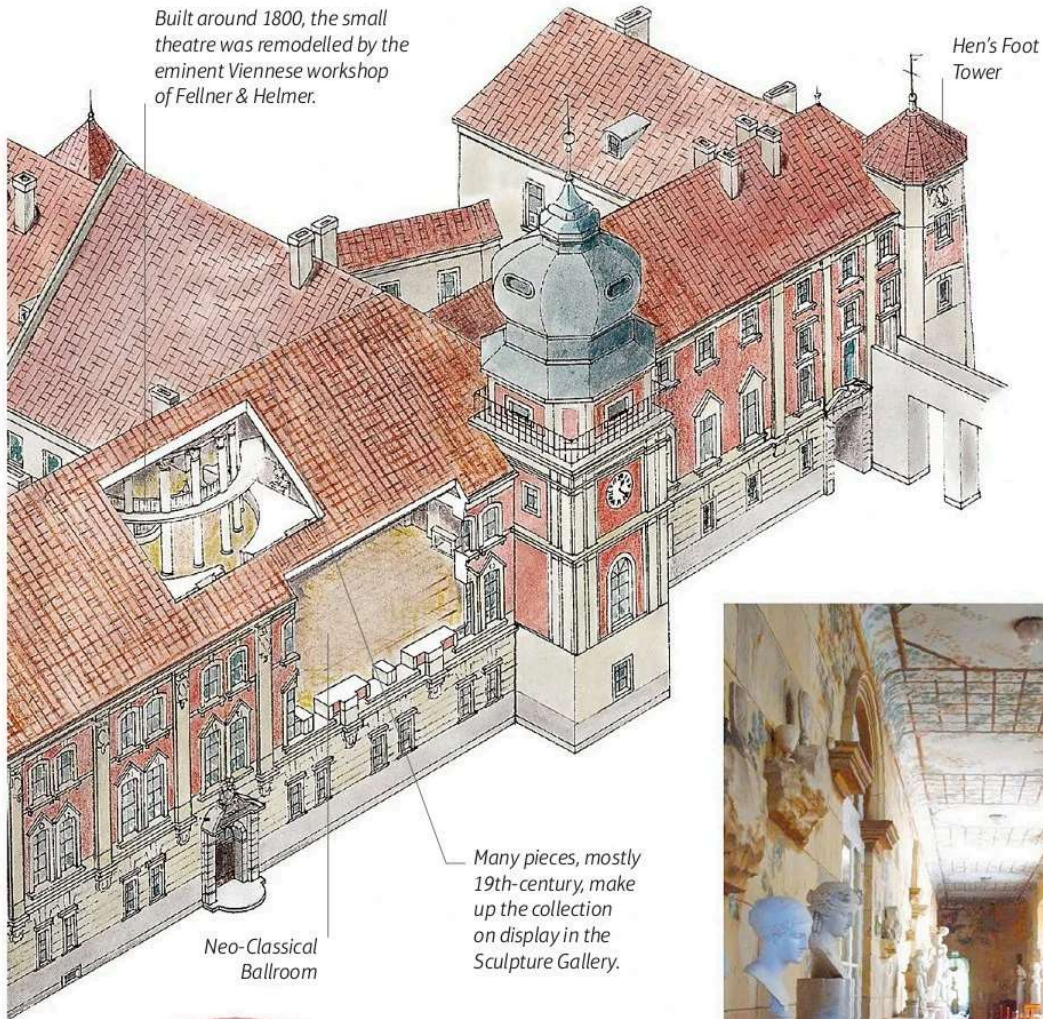 Built around 1800, the small
theatre was remodelled by the
eminent Viennese workshop
of Fellner & Helmer.
Hen's Foot
Tower
Many pieces, mostly
19th-century, make
up the collection
on display in the
Sculpture Gallery.
Neo-Classical
Ballroom